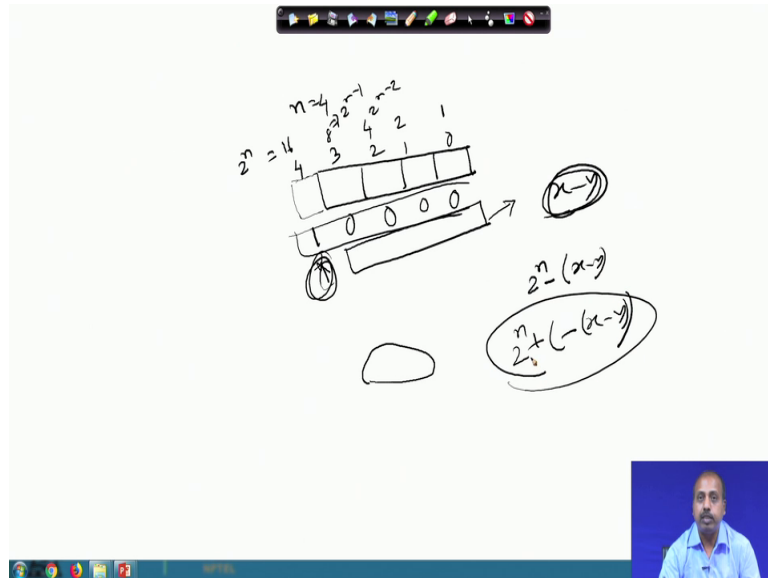 n=4
8=2^{n-1} 4 2^{n-2} 2 1
2^n = 16 4 3 2 1 0
1 0 0 0 0
x-y
2^n - (x-y)
2^n + (-(x-y))
NPTEL